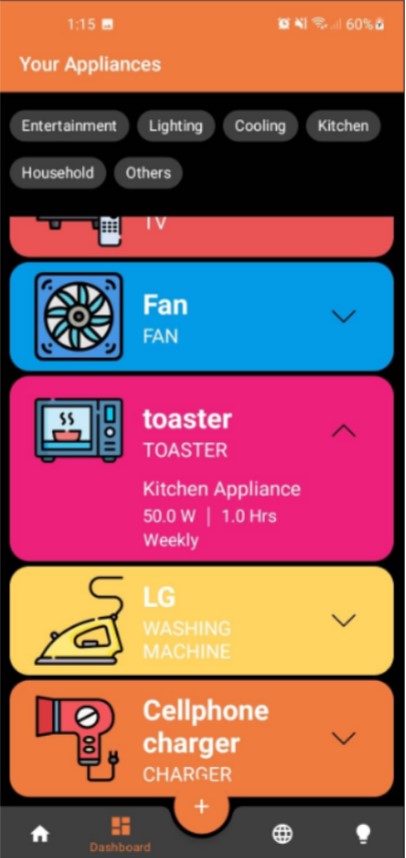 1:15
60%
Your Appliances
Entertainment
Lighting
Cooling
Kitchen
Household
Others
TV
Fan
FAN
toaster
TOASTER
Kitchen Appliance
50.0 W | 1.0 Hrs
Weekly
LG
WASHING
MACHINE
Cellphone
charger
CHARGER
+
Dashboard